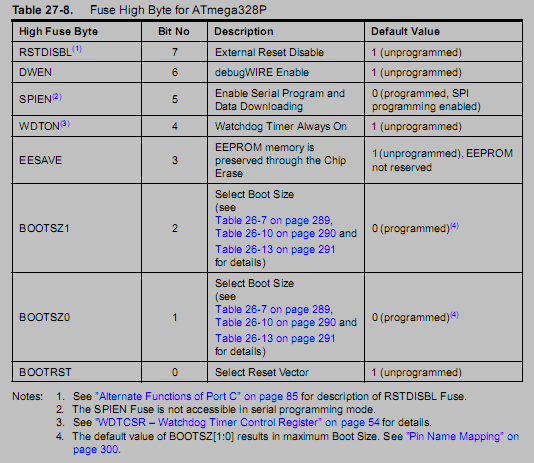 Table 27-8. Fuse High Byte for ATmega328P
High Fuse Byte Bit No Description Default Value
RSTDISBL(1) 7 External Reset Disable 1 (unprogrammed)
DWEN 6 debugWIRE Enable 1 (unprogrammed)
SPIEN(2) 5 Enable Serial Program and
Data Downloading
0 (programmed, SPI
programming enabled)
WDTON(3) 4 Watchdog Timer Always On 1 (unprogrammed)
EESAVE 3 EEPROM memory is
preserved through the Chip
Erase
1 (unprogrammed), EEPROM
not reserved
BOOTSZ1 2 Select Boot Size
(see
Table 26-7 on page 289,
Table 26-10 on page 290 and
Table 26-13 on page 291
for details)
0 (programmed)(4)
BOOTSZ0 1 Select Boot Size
(see
Table 26-7 on page 289,
Table 26-10 on page 290 and
Table 26-13 on page 291
for details)
0 (programmed)(4)
BOOTRST 0 Select Reset Vector 1 (unprogrammed)
Notes: 1. See "Alternate Functions of Port C" on page 85 for description of RSTDISBL Fuse.
2. The SPIEN Fuse is not accessible in serial programming mode.
3. See "WDTCSR – Watchdog Timer Control Register" on page 54 for details.
4. The default value of BOOTSZ[1:0] results in maximum Boot Size. See "Pin Name Mapping" on
page 300.